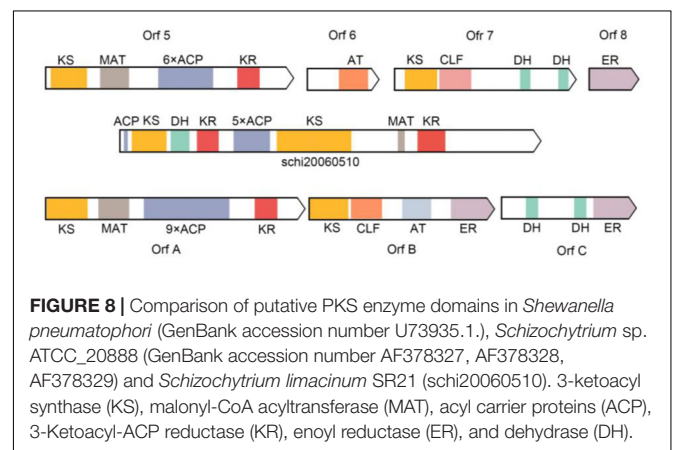 Orf 5 Orf 6 Ofr 7 Orf 8
KS MAT 6×ACP KR AT KS CLF DH DH ER
ACP KS DH KR 5×ACP KS MAT KR
schi20060510
KS MAT 9×ACP KR KS CLF AT ER DH DH ER
Orf A Orf B Orf C
FIGURE 8 | Comparison of putative PKS enzyme domains in Shewanella
pneumatophori (GenBank accession number U73935.1.), Schizochytrium sp.
ATCC_20888 (GenBank accession number AF378327, AF378328,
AF378329) and Schizochytrium limacinum SR21 (schi20060510). 3-ketoacyl
synthase (KS), malonyl-CoA acyltransferase (MAT), acyl carrier proteins (ACP),
3-Ketoacyl-ACP reductase (KR), enoyl reductase (ER), and dehydrase (DH).